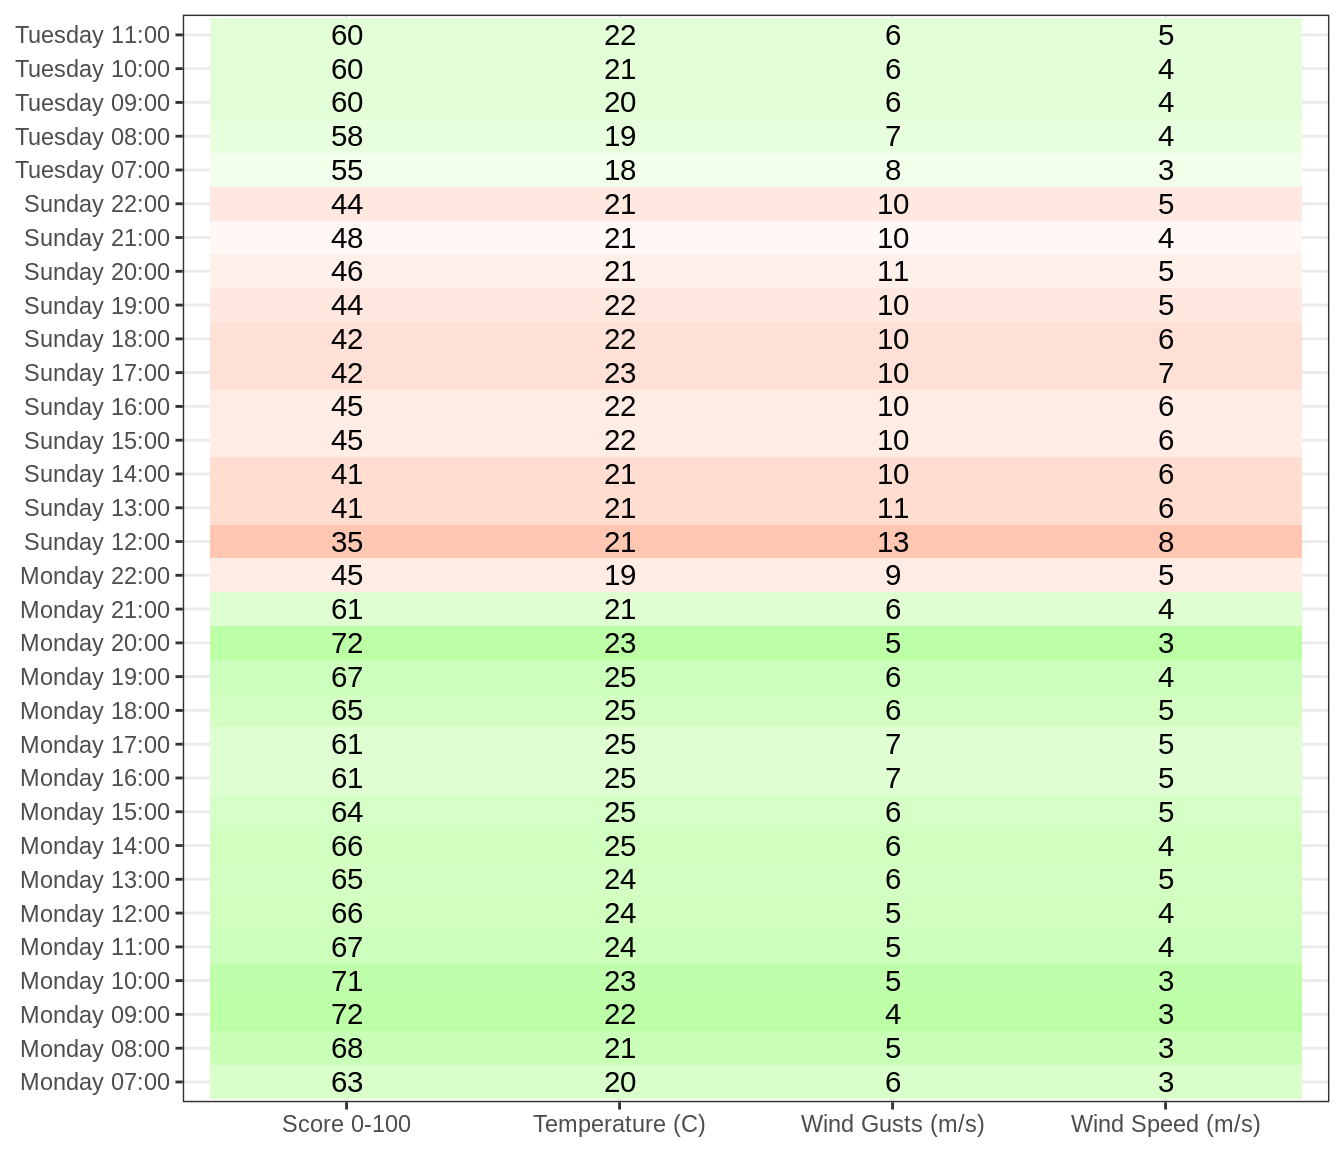 Tuesday 11:00 60 22 6 5
Tuesday 10:00 60 21 6 4
Tuesday 09:00 60 20 6 4
Tuesday 08:00 58 19 7 4
Tuesday 07:00 55 18 8 3
Sunday 22:00 44 21 10 5
Sunday 21:00 48 21 10 4
Sunday 20:00 46 21 11 5
Sunday 19:00 44 22 10 5
Sunday 18:00 42 22 10 6
Sunday 17:00 42 23 10 7
Sunday 16:00 45 22 10 6
Sunday 15:00 45 22 10 6
Sunday 14:00 41 21 10 6
Sunday 13:00 41 21 11 6
Sunday 12:00 35 21 13 8
Monday 22:00 45 19 9 5
Monday 21:00 61 21 6 4
Monday 20:00 72 23 5 3
Monday 19:00 67 25 6 4
Monday 18:00 65 25 6 5
Monday 17:00 61 25 7 5
Monday 16:00 61 25 7 5
Monday 15:00 64 25 6 5
Monday 14:00 66 25 6 4
Monday 13:00 65 24 6 5
Monday 12:00 66 24 5 4
Monday 11:00 67 24 5 4
Monday 10:00 71 23 5 3
Monday 09:00 72 22 4 3
Monday 08:00 68 21 5 3
Monday 07:00 63 20 6 3
Score 0-100 Temperature (C) Wind Gusts (m/s) Wind Speed (m/s)